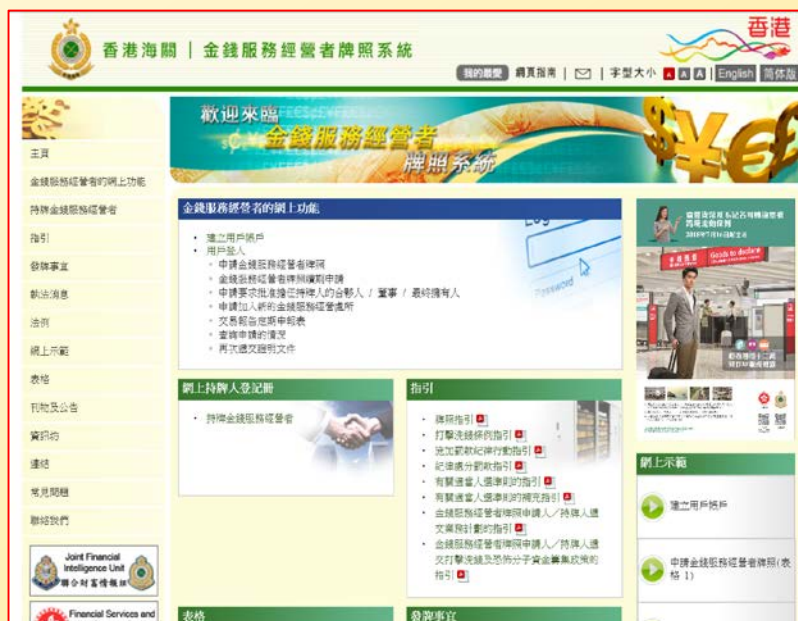 香港海關 | 金錢服務經營者牌照系統
香港
我的最愛 網頁指南 | | 字型大小 A A A | English 简体版
歡迎來臨
金錢服務經營者
牌照系統
主頁
金錢服務經營者的網上功能
持牌金錢服務經營者
指引
發牌事宜
執法消息
法例
網上示範
表格
刊物及公告
資訊坊
連結
常見問題
聯絡我們
Joint Financial
Intelligence Unit
聯合財富情報組
Financial Services and
金錢服務經營者的網上功能
建立用戶帳戶
用戶登入
申請金錢服務經營者牌照
金錢服務經營者牌照續期申請
申請要求批准擔任持牌人的合夥人 / 董事 / 最終擁有人
申請加入新的金錢服務經營處所
交易報告定期申報表
查詢申請的情況
再次遞交證明文件
Password
網上持牌人登記冊
持牌金錢服務經營者
指引
牌照指引
打擊洗錢條例指引
施加罰款紀律行動指引
紀律處分罰款指引
有關適當人選準則的指引
有關適當人選準則的補充指引
金錢服務經營者牌照申請人／持牌人遞
交業務計劃的指引
金錢服務經營者牌照申請人／持牌人遞
交打擊洗錢及恐怖分子資金籌集政策的
指引
表格
發牌事宜
Goods to declare
網上示範
建立用戶帳戶
申請金錢服務經營者牌照(表
格 1)